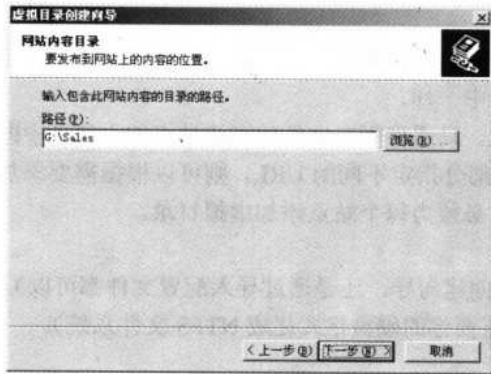 虚拟目录创建向导
网站内容目录
要发布到网站上的内容的位置。
输入包含此网站内容的目录的路径。
路径(P):
G:\Sales
浏览(R)...
<上一步(B)
下一步(N)>
取消